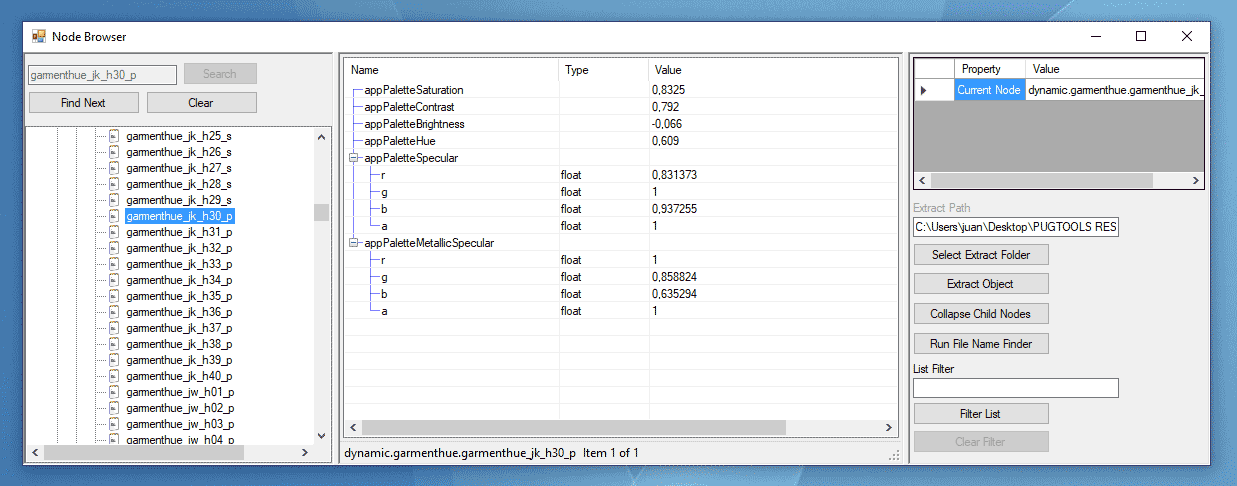 Node Browser
garmenthue_jk_h30_p
Search
Find Next
Clear
garmenthue_jk_h25_s
garmenthue_jk_h26_s
garmenthue_jk_h27_s
garmenthue_jk_h28_s
garmenthue_jk_h29_s
garmenthue_jk_h30_p
garmenthue_jk_h31_p
garmenthue_jk_h32_p
garmenthue_jk_h33_p
garmenthue_jk_h34_p
garmenthue_jk_h35_p
garmenthue_jk_h36_p
garmenthue_jk_h37_p
garmenthue_jk_h38_p
garmenthue_jk_h39_p
garmenthue_jk_h40_p
garmenthue_jw_h01_p
garmenthue_jw_h02_p
garmenthue_jw_h03_p
garmenthue_jw_h04_p
Name Type Value
appPaletteSaturation 0,8325
appPaletteContrast 0,792
appPaletteBrightness -0,066
appPaletteHue 0,609
appPaletteSpecular
r float 0,831373
g float 1
b float 0,937255
a float 1
appPaletteMetallicSpecular
r float 1
g float 0,858824
b float 0,635294
a float 1
dynamic.garmenthue.garmenthue_jk_h30_p Item 1 of 1
Property Value
Current Node dynamic.garmenthue.garmenthue_jk_
Extract Path
C:\Users\juan\Desktop\PUGTOOLS RES
Select Extract Folder
Extract Object
Collapse Child Nodes
Run File Name Finder
List Filter
Filter List
Clear Filter